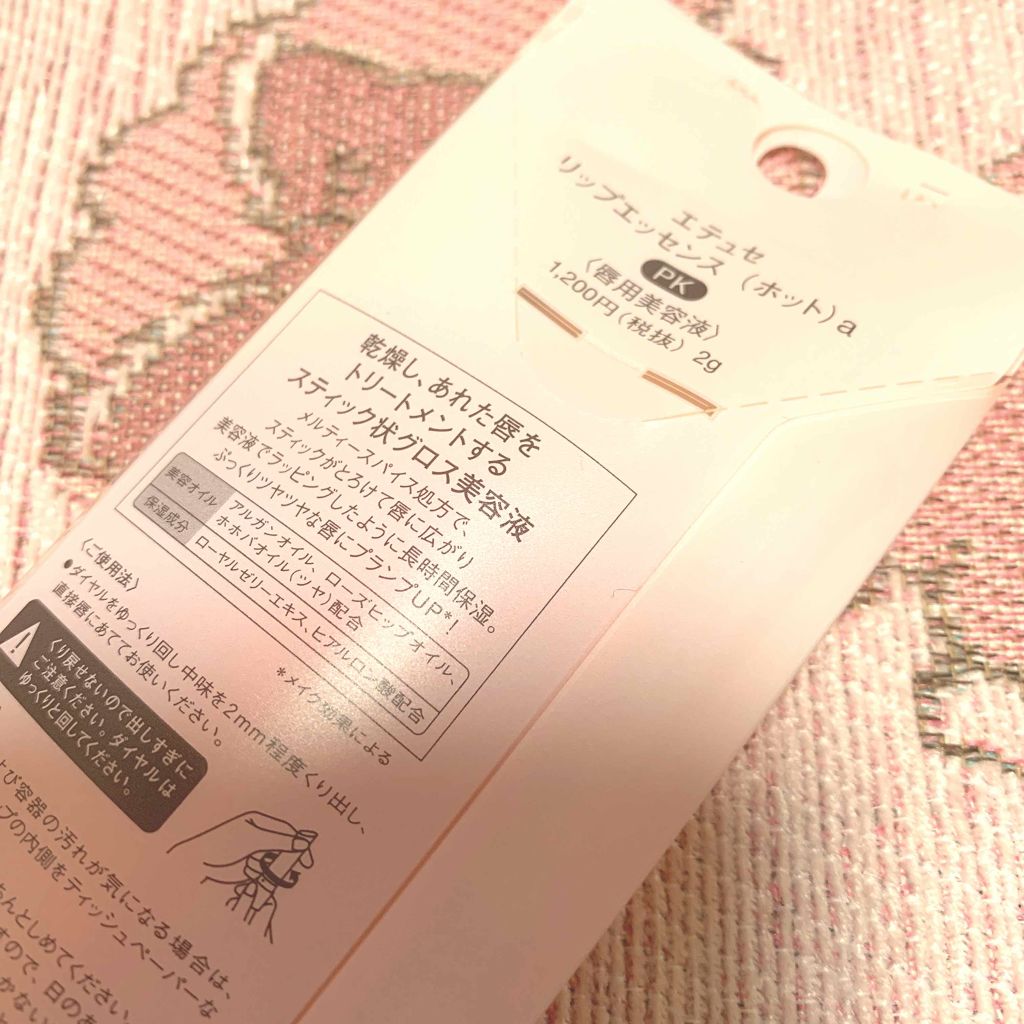 エテュセ
リップエッセンス (ホット) a
PK
〈唇用美容液〉
1,200円(税抜) 2g
乾燥し、あれた唇を
トリートメントする
スティック状グロス美容液
メルティースパイス処方で、
スティックがとろけて唇に広がり
美容液でラッピングしたように長時間保湿。
ぷっくりツヤツヤな唇にプランプUP*!
美容オイル
アルガンオイル、ローズヒップオイル、
ホホバオイル(ツヤ)配合
保湿成分
ローヤルゼリーエキス、ヒアルロン酸配合
*メイク効果による
〈ご使用法〉
●ダイヤルをゆっくり回し中味を2mm程度くり出し、
直接唇にあててお使いください。
くり戻せないので出しすぎに
ご注意ください。ダイヤルは
ゆっくりと回してください。
よび容器の汚れが気になる場合は、
プの内側をティッシュペーパーな
ちんとしめてください。
すので、日のあ
かない